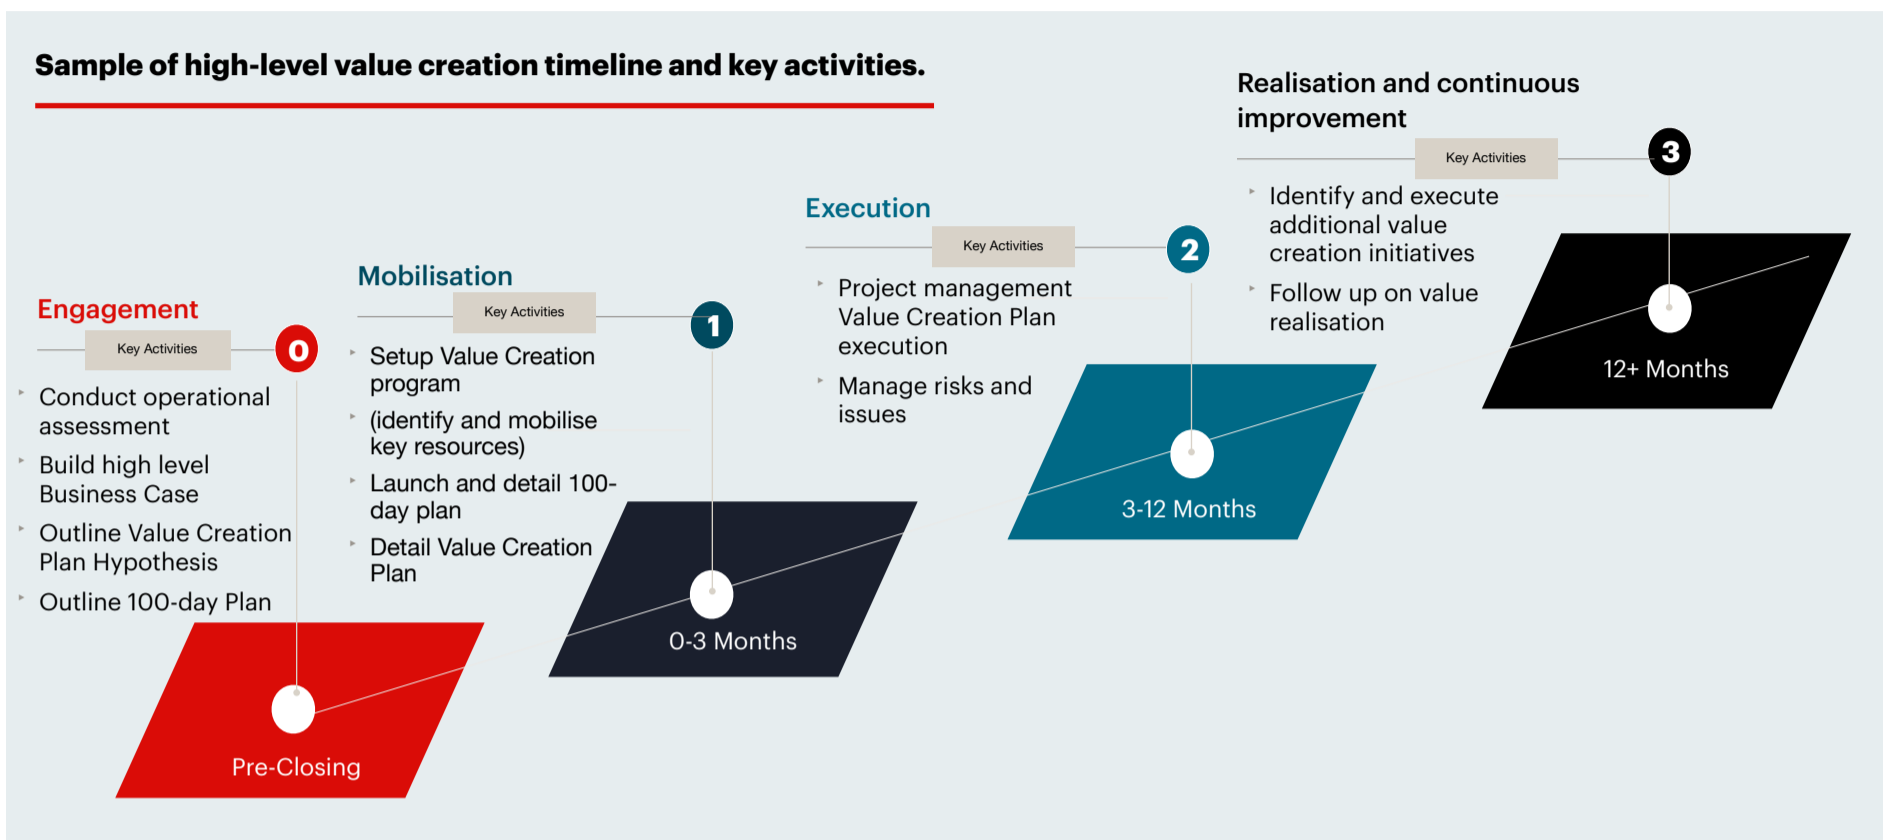 Sample of high-level value creation timeline and key activities.
Engagement
Key Activities
0
Conduct operational
assessment
Build high level
Business Case
Outline Value Creation
Plan Hypothesis
Outline 100-day Plan
Pre-Closing
Mobilisation
Key Activities
1
Setup Value Creation
program
(identify and mobilise
key resources)
Launch and detail 100-
day plan
Detail Value Creation
Plan
0-3 Months
Execution
Key Activities
2
Project management
Value Creation Plan
execution
Manage risks and
issues
3-12 Months
Realisation and continuous
improvement
Key Activities
3
Identify and execute
additional value
creation initiatives
Follow up on value
realisation
12+ Months